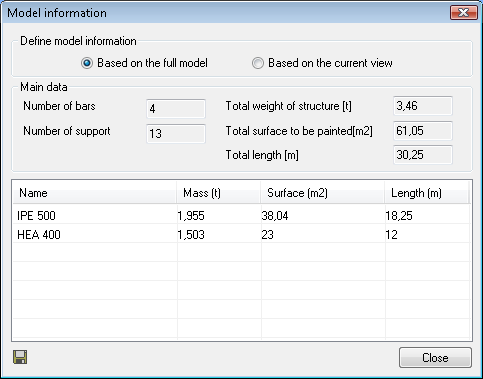 Model information
Define model information
Based on the full model Based on the current view
Main data
Number of bars 4 Total weight of structure [t] 3,46
Number of support 13 Total surface to be painted[m2] 61,05
Total length [m] 30,25
Name Mass (t) Surface (m2) Length (m)
IPE 500 1,955 38,04 18,25
HEA 400 1,503 23 12
Close